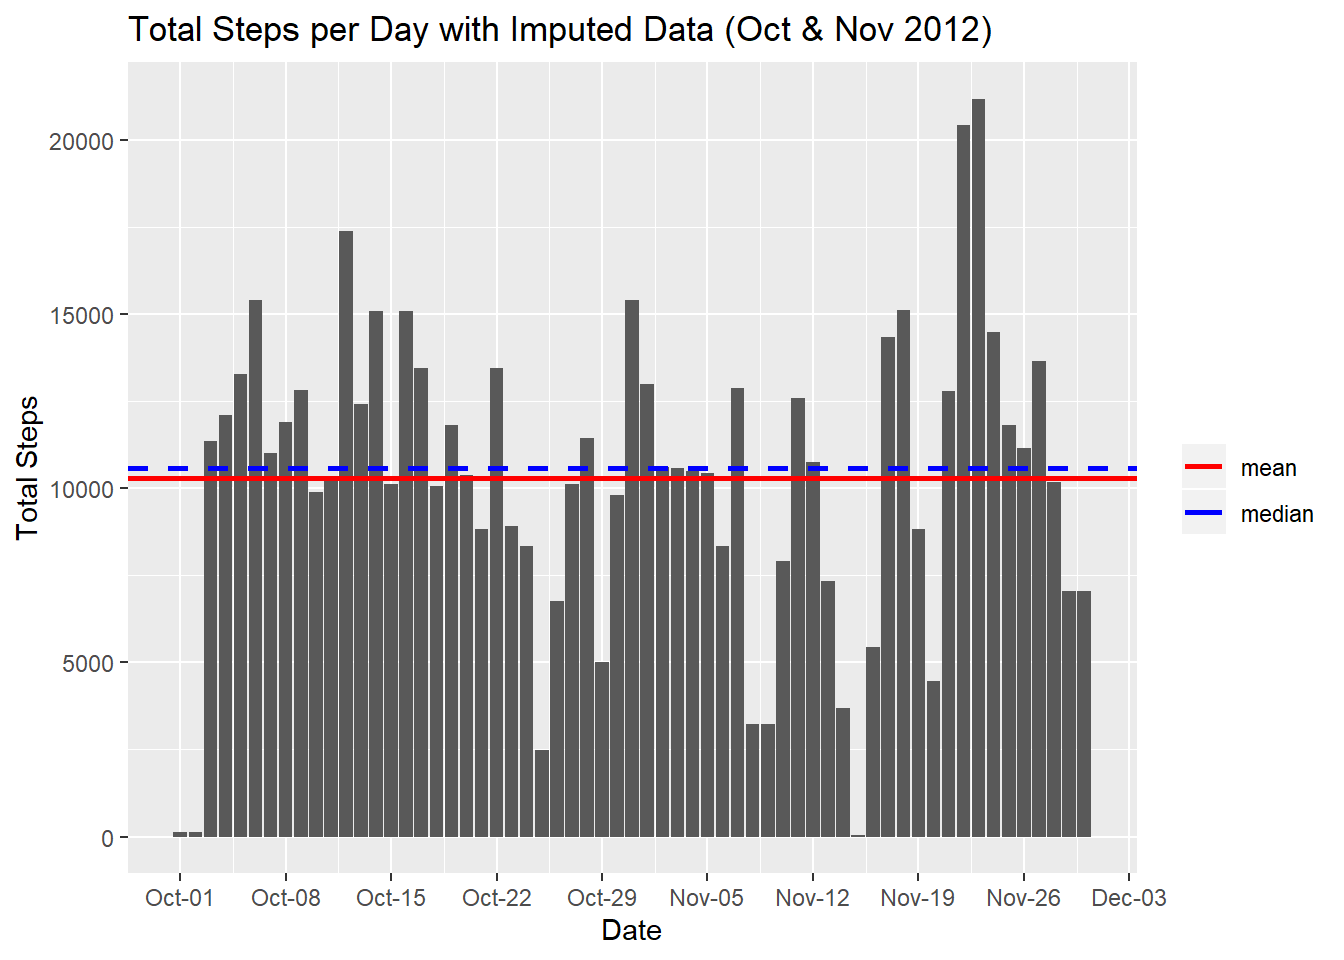 Total Steps per Day with Imputed Data (Oct & Nov 2012)
Total Steps
20000
15000
10000
5000
0
Oct-01 Oct-08 Oct-15 Oct-22 Oct-29 Nov-05 Nov-12 Nov-19 Nov-26 Dec-03
Date
mean
median